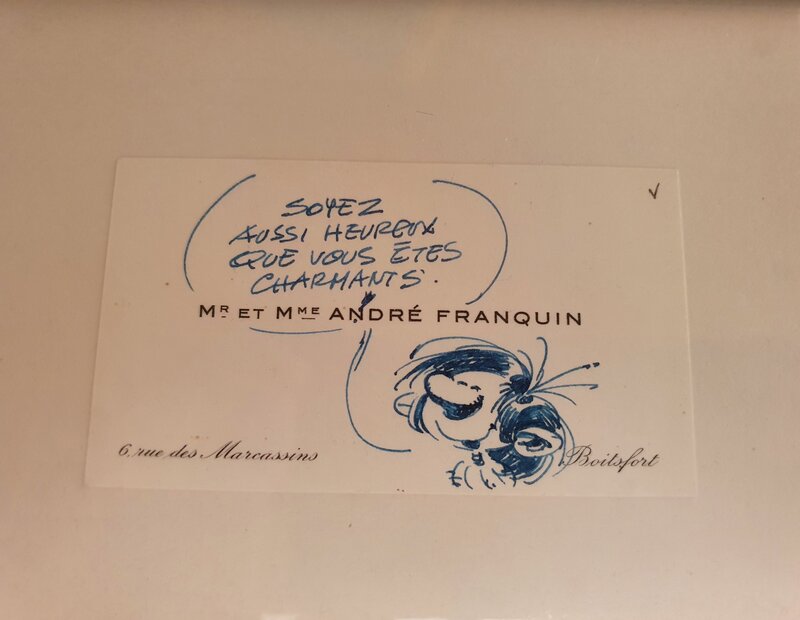 SOYEZ
AUSSI HEUREUX
QUE VOUS ÊTES
CHARMANTS.
MR ET MME ANDRÉ FRANQUIN
6, rue des Marcassins
Boitsfort